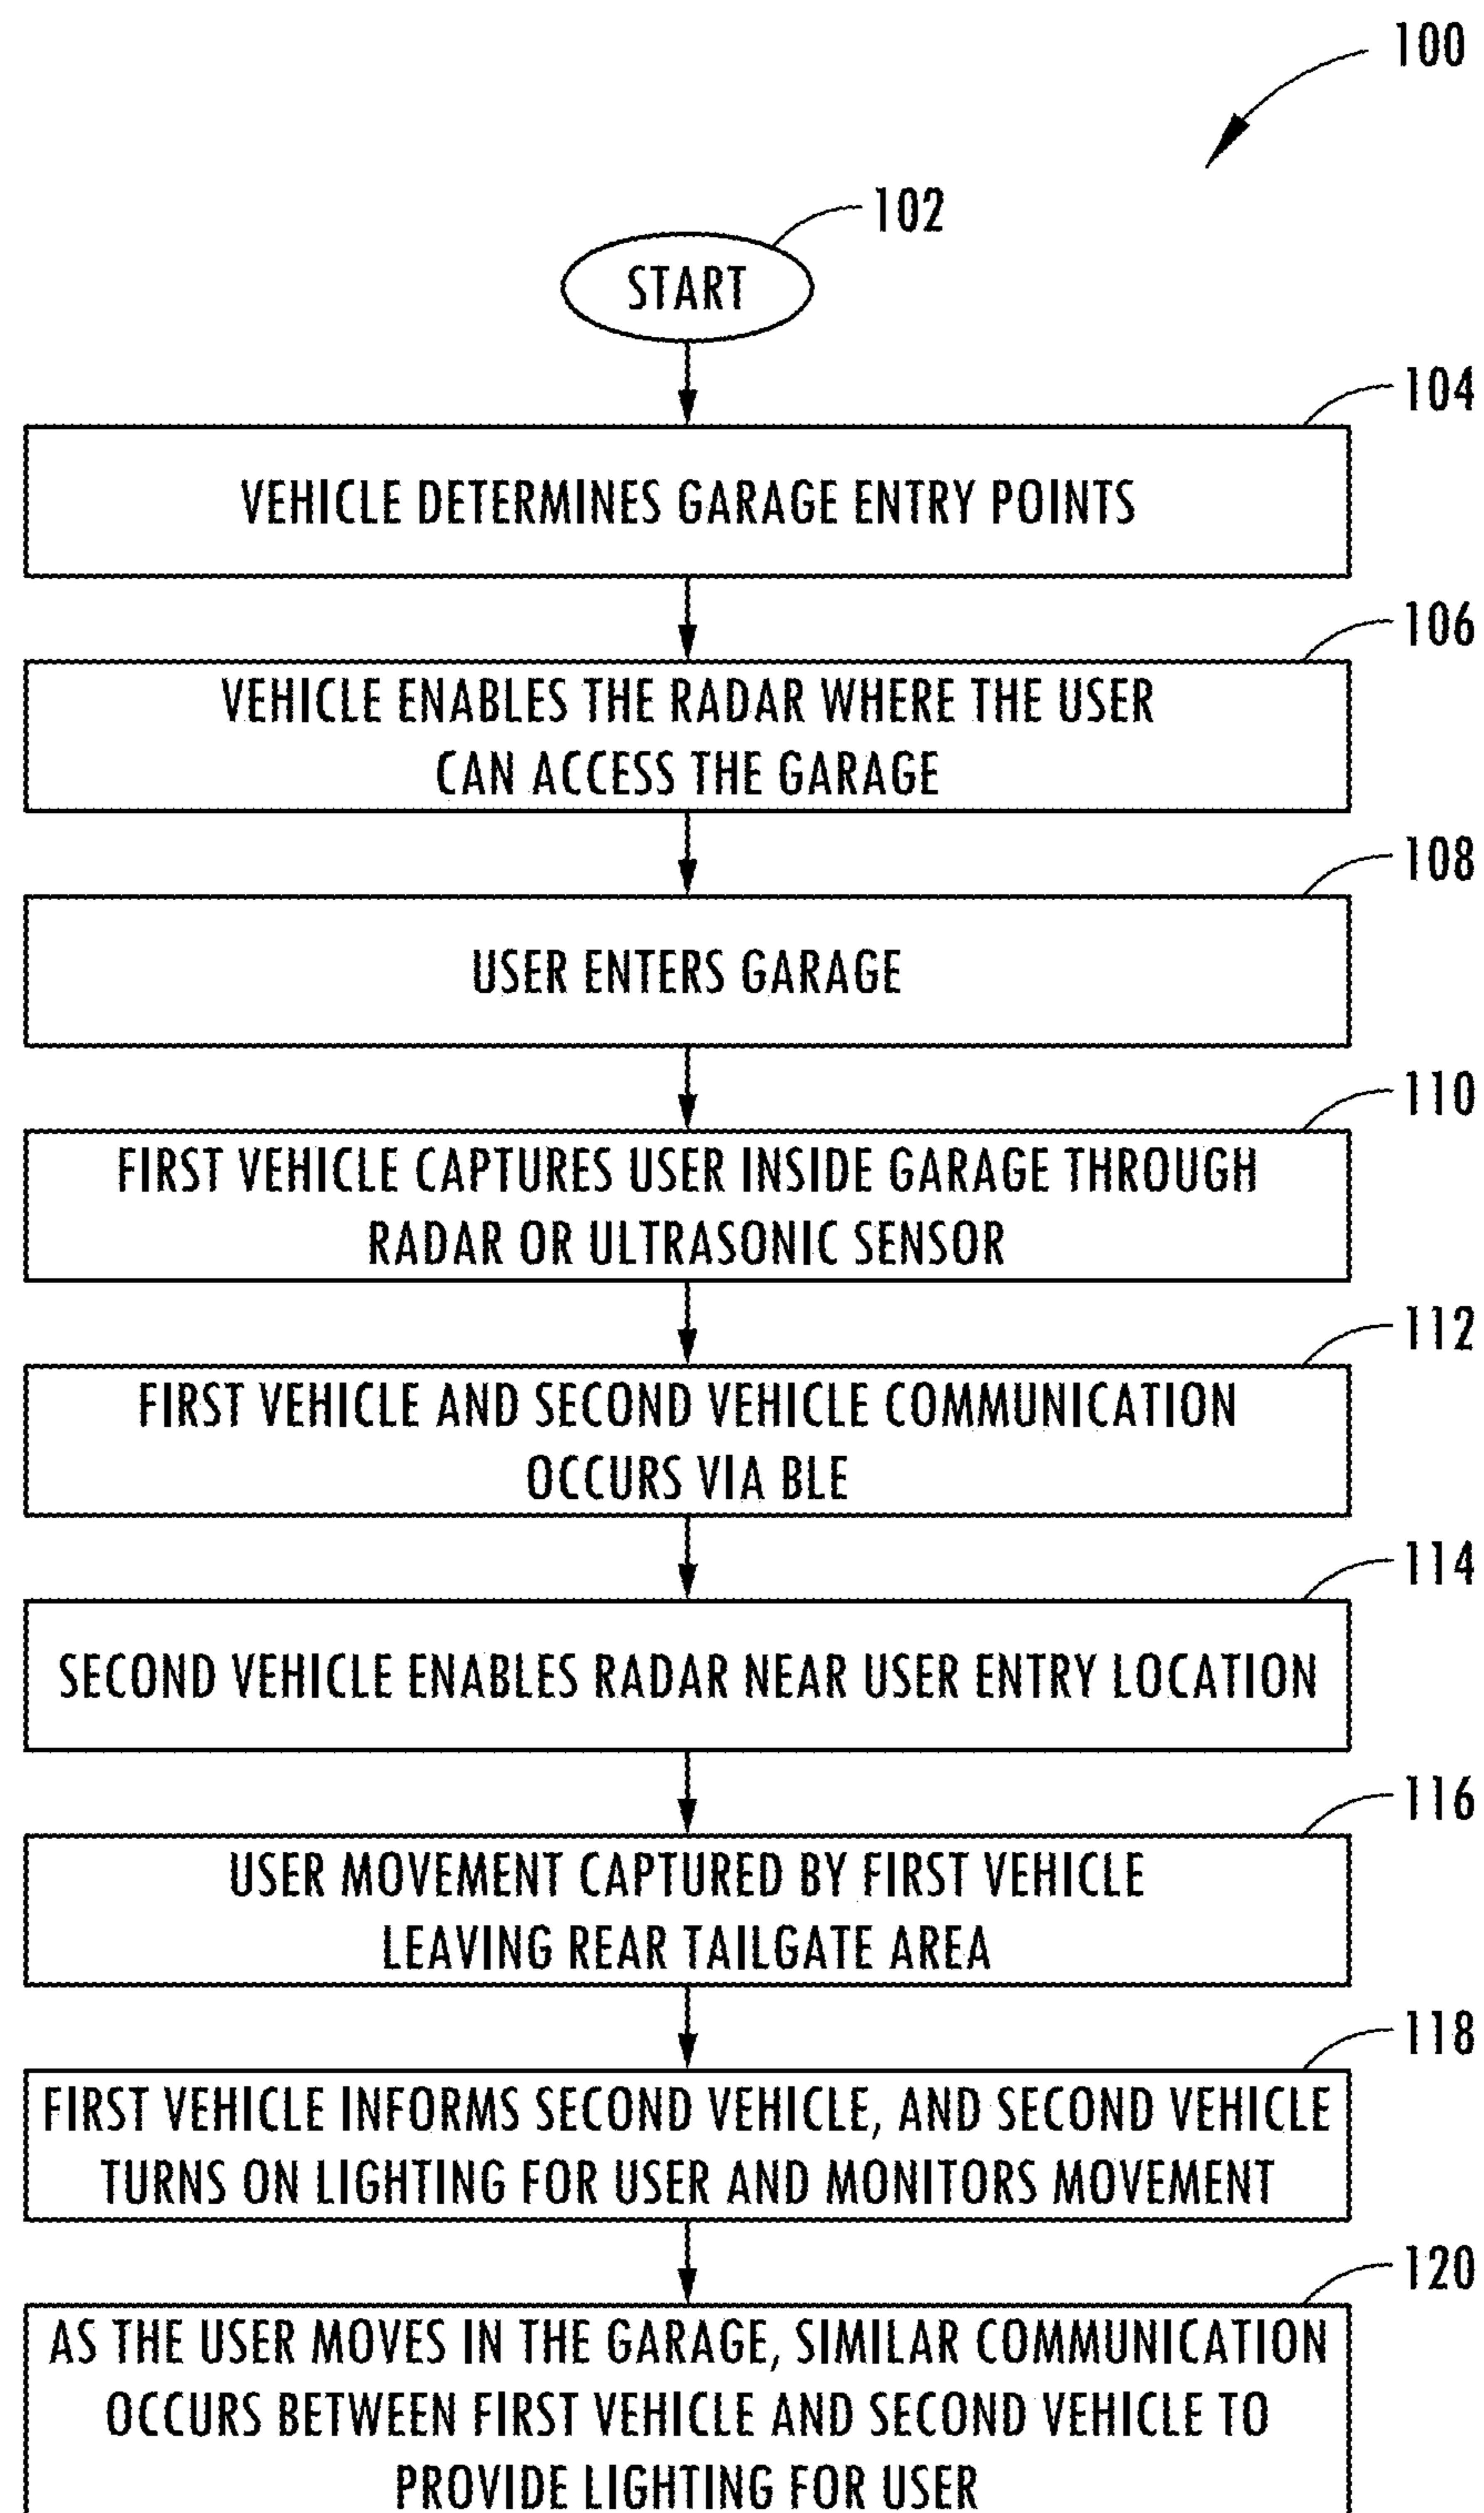 100
102
START
104
VEHICLE DETERMINES GARAGE ENTRY POINTS
106
VEHICLE ENABLES THE RADAR WHERE THE USER
CAN ACCESS THE GARAGE
108
USER ENTERS GARAGE
110
FIRST VEHICLE CAPTURES USER INSIDE GARAGE THROUGH
RADAR OR ULTRASONIC SENSOR
112
FIRST VEHICLE AND SECOND VEHICLE COMMUNICATION
OCCURS VIA BLE
114
SECOND VEHICLE ENABLES RADAR NEAR USER ENTRY LOCATION
116
USER MOVEMENT CAPTURED BY FIRST VEHICLE
LEAVING REAR TAILGATE AREA
118
FIRST VEHICLE INFORMS SECOND VEHICLE, AND SECOND VEHICLE
TURNS ON LIGHTING FOR USER AND MONITORS MOVEMENT
120
AS THE USER MOVES IN THE GARAGE, SIMILAR COMMUNICATION
OCCURS BETWEEN FIRST VEHICLE AND SECOND VEHICLE TO
PROVIDE LIGHTING FOR USER